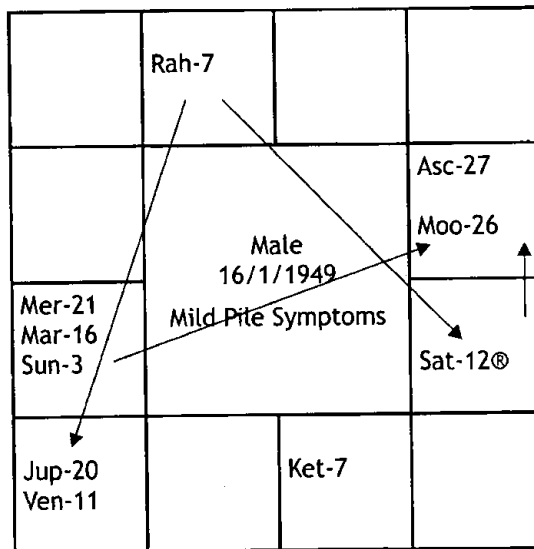 Rah-7
Asc-27
Moo-26
Male
16/1/1949
Mild Pile Symptoms
Mer-21
Mar-16
Sun-3
Sat-12®
Jup-20
Ven-11
Ket-7